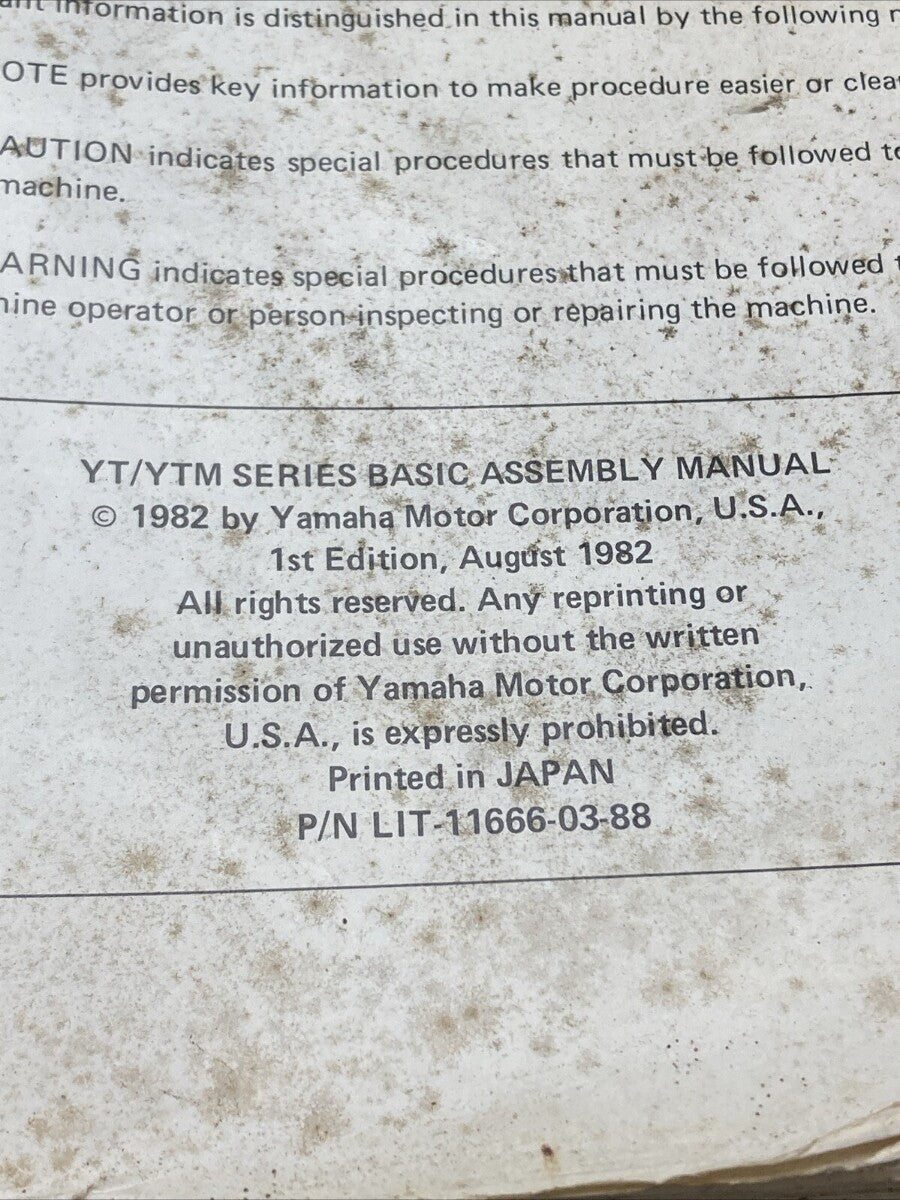 information is distinguished in this manual by the following
OTE provides key information to make procedure easier or clea
AUTION indicates special procedures that must be followed to
machine.
ARNING indicates special procedures that must be followed t
hine operator or person inspecting or repairing the machine.
YT/YTM SERIES BASIC ASSEMBLY MANUAL
© 1982 by Yamaha Motor Corporation, U.S.A.,
1st Edition, August 1982
All rights reserved. Any reprinting or
unauthorized use without the written
permission of Yamaha Motor Corporation,
U.S.A., is expressly prohibited.
Printed in JAPAN
P/N LIT-11666-03-88